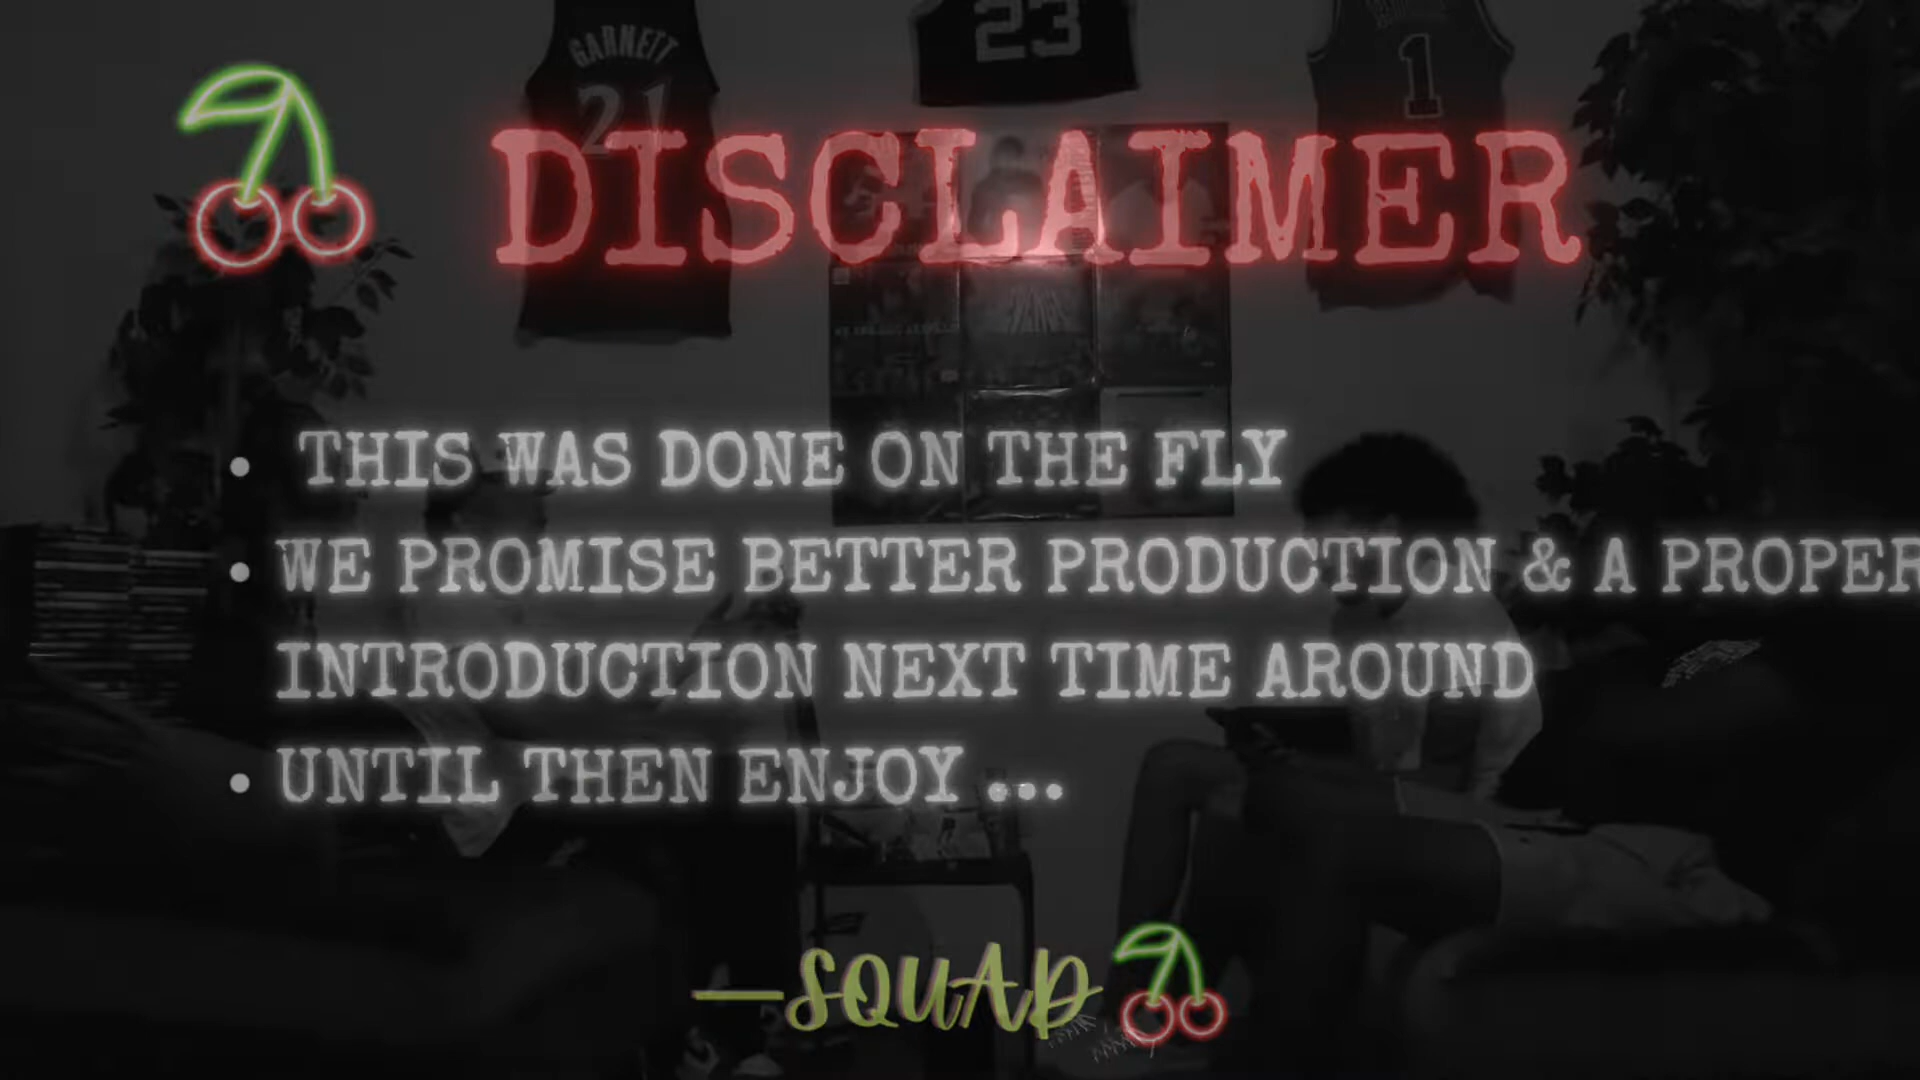 GARNETT
21
23
1
DISCLAIMER
THIS WAS DONE ON THE FLY
WE PROMISE BETTER PRODUCTION & A PROPER
INTRODUCTION NEXT TIME AROUND
UNTIL THEN ENJOY ...
—SQUAD